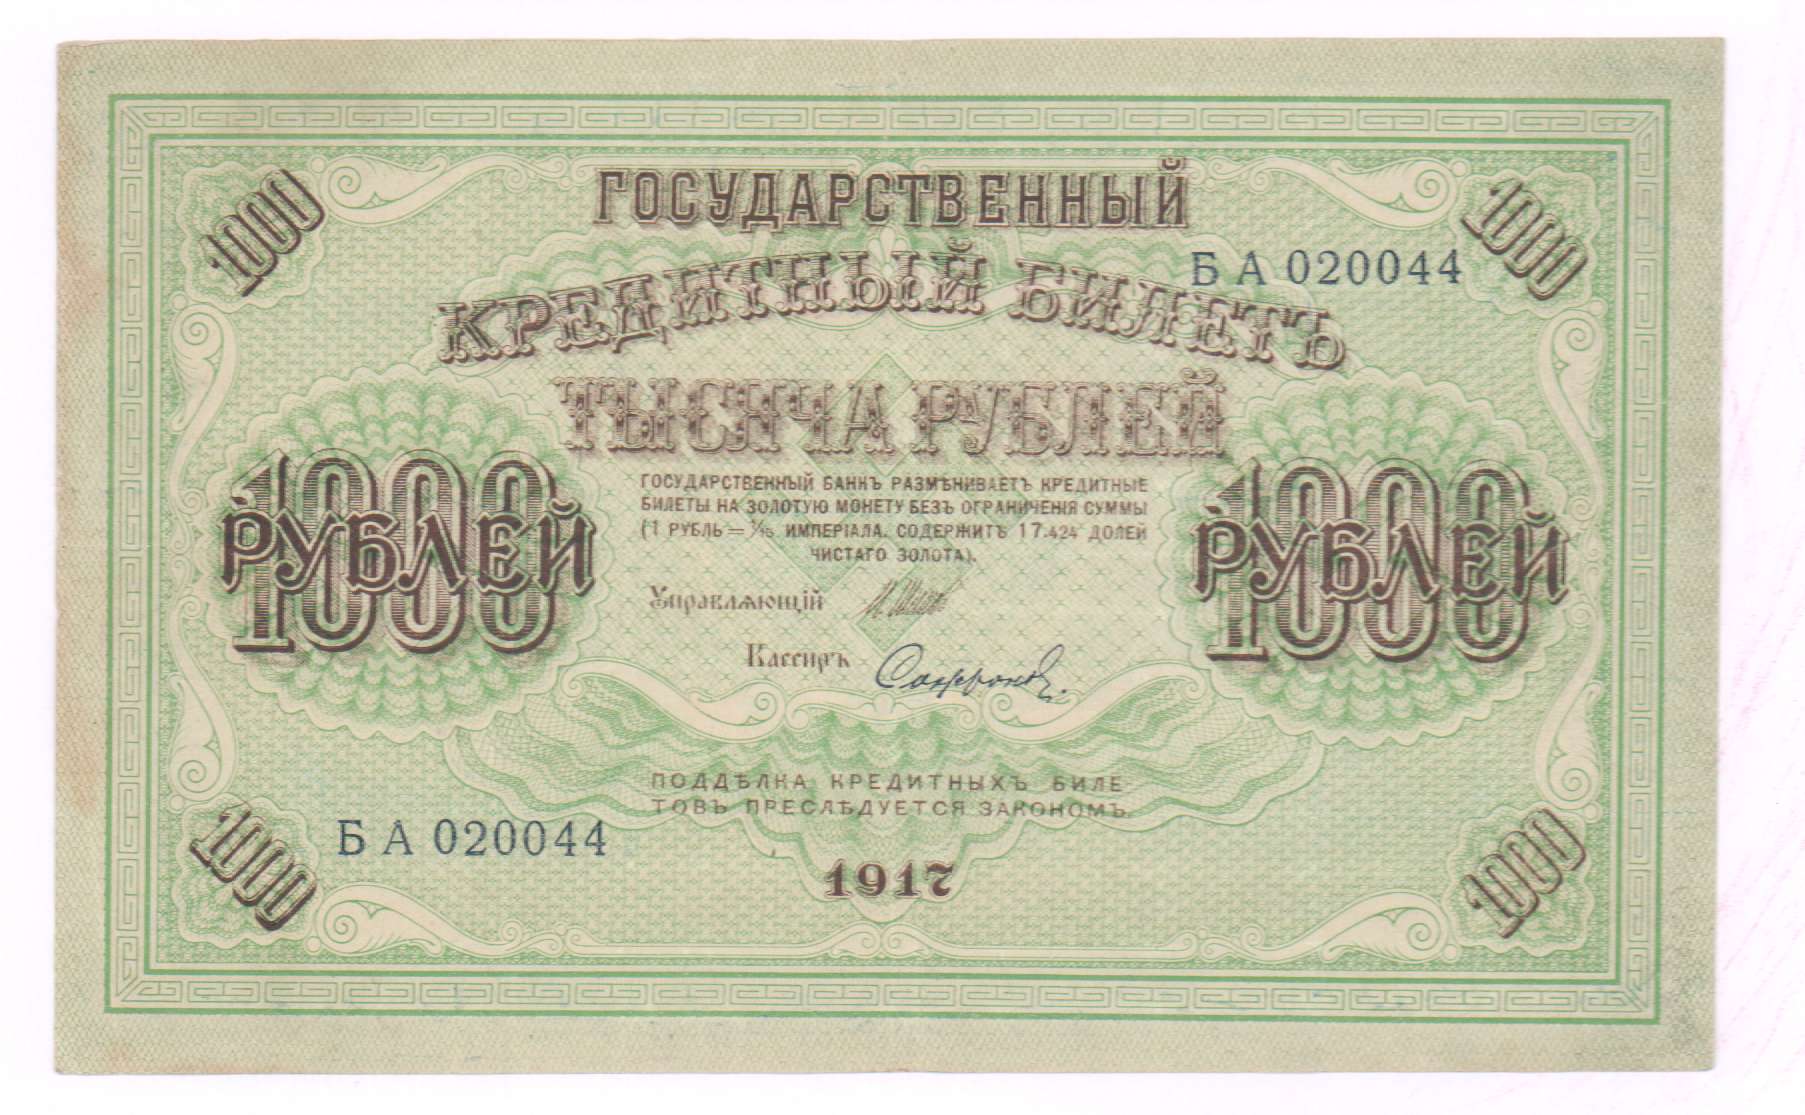 1000
1000
ГОСУДАРСТВЕННЫЙ
БА 020044
КРЕДИТНЫЙ БИЛЕТЪ
ТЫСЯЧА РУБЛЕЙ
1000 РУБЛЕЙ
1000 РУБЛЕЙ
ГОСУДАРСТВЕННЫЙ БАНКЪ РАЗМѢНИВАЕТЪ КРЕДИТНЫЕ
БИЛЕТЫ НА ЗОЛОТУЮ МОНЕТУ БЕЗЪ ОГРАНИЧЕНІЯ СУММЫ
(1 РУБЛЬ = 1/15 ИМПЕРІАЛА. СОДЕРЖИТЪ 17.424 ДОЛЕЙ
ЧИСТАГО ЗОЛОТА).
Управляющій
Кассиръ Сафронов
ПОДДѢЛКА КРЕДИТНЫХЪ БИЛЕ
ТОВЪ ПРЕСЛѢДУЕТСЯ ЗАКОНОМЪ.
БА 020044
1917
1000
1000